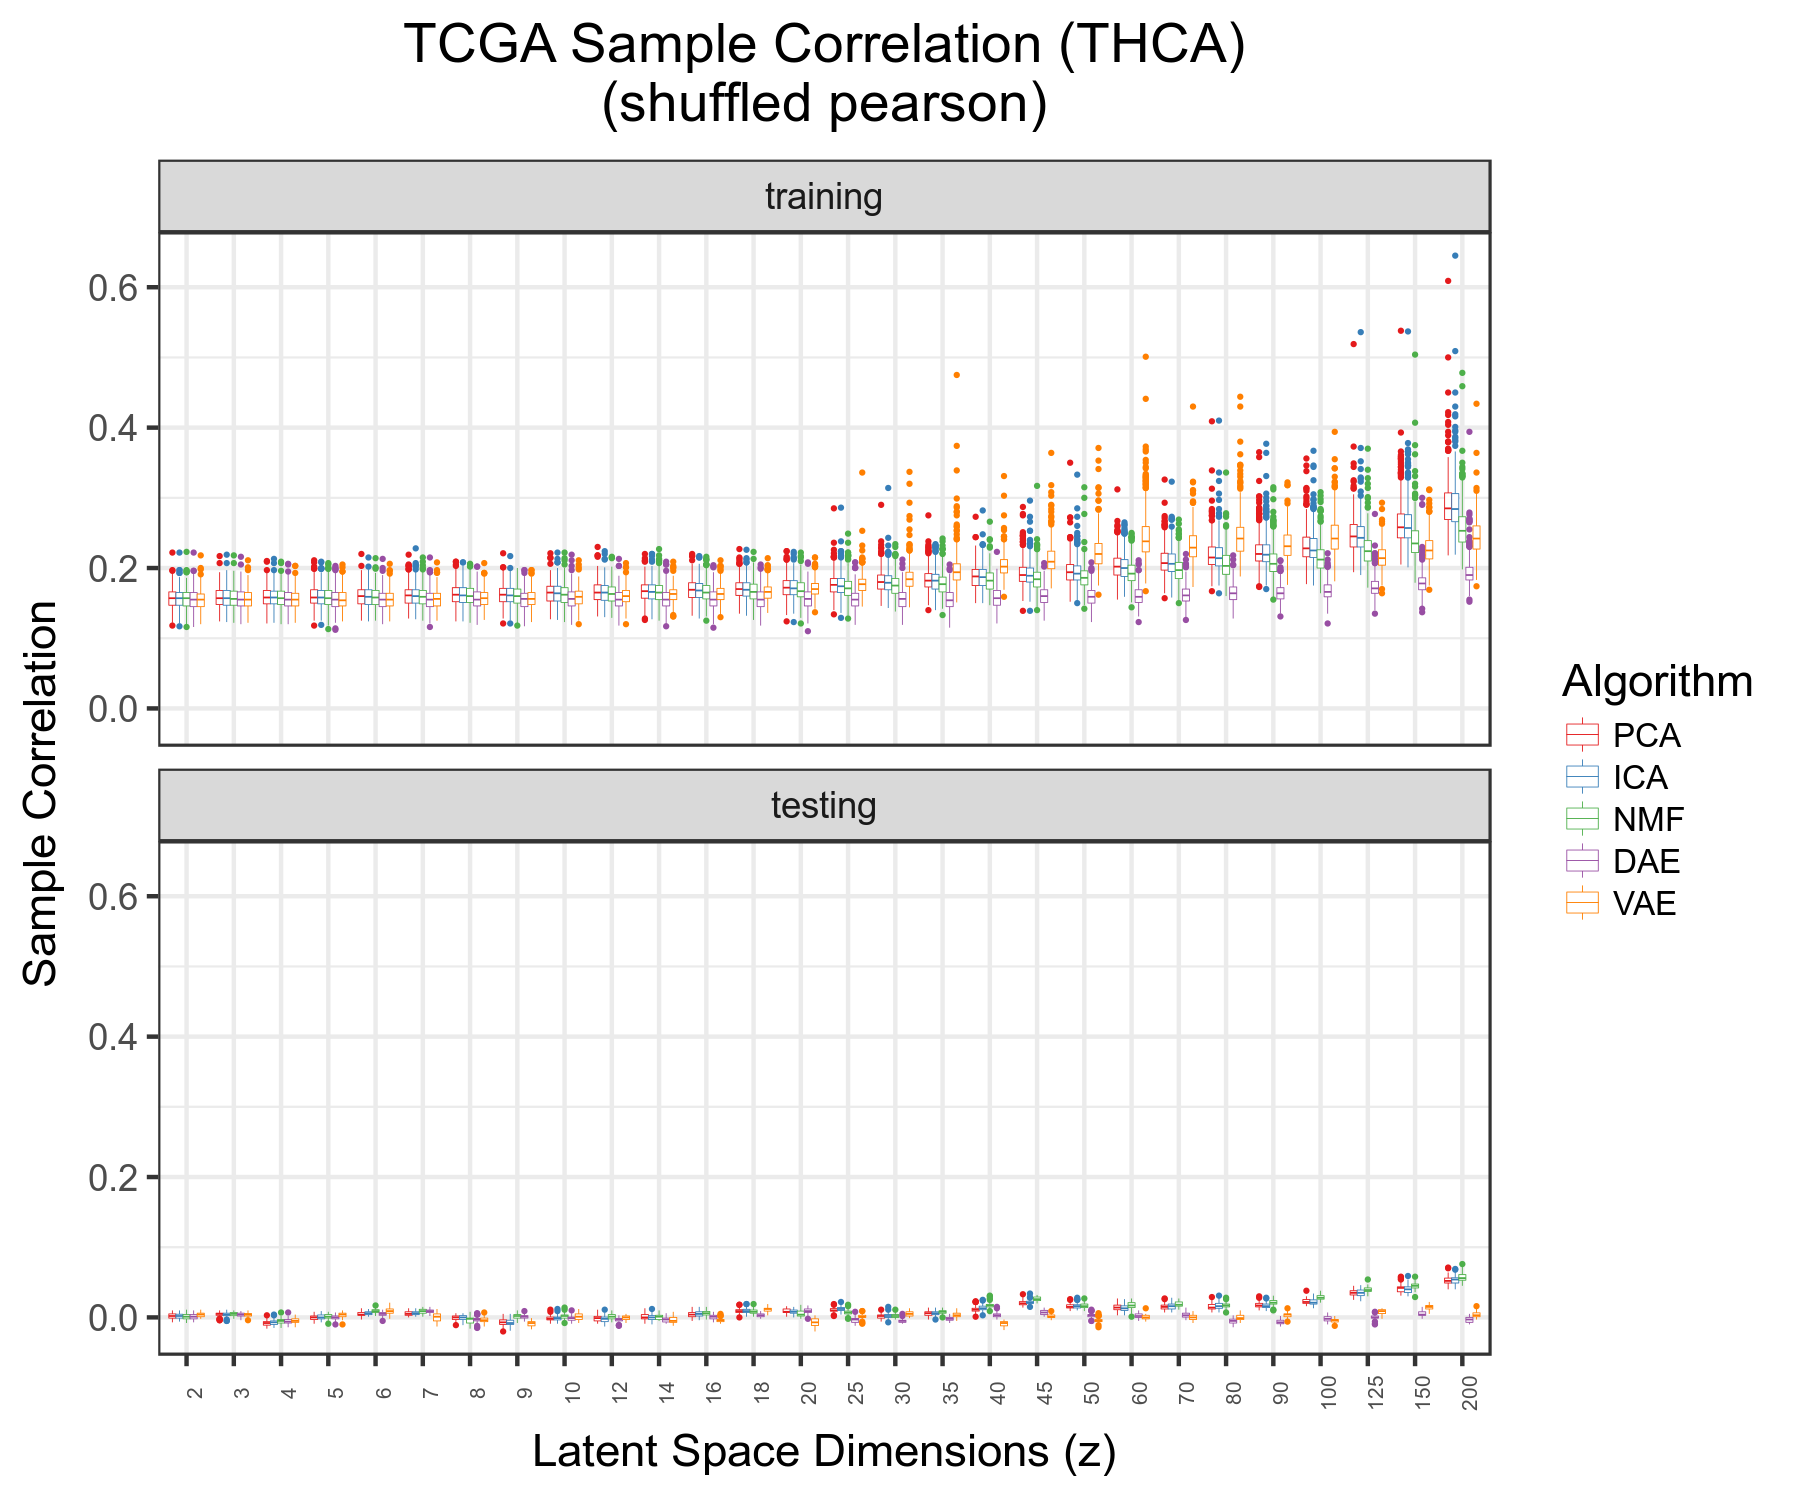 TCGA Sample Correlation (THCA)
(shuffled pearson)
training
0.6
0.4
0.2
0.0
testing
0.6
0.4
0.2
0.0
Sample Correlation
2 3 4 5 6 7 8 9 10 12 14 16 18 20 25 30 35 40 45 50 60 70 80 90 100 125 150 200
Latent Space Dimensions (z)
Algorithm
PCA
ICA
NMF
DAE
VAE